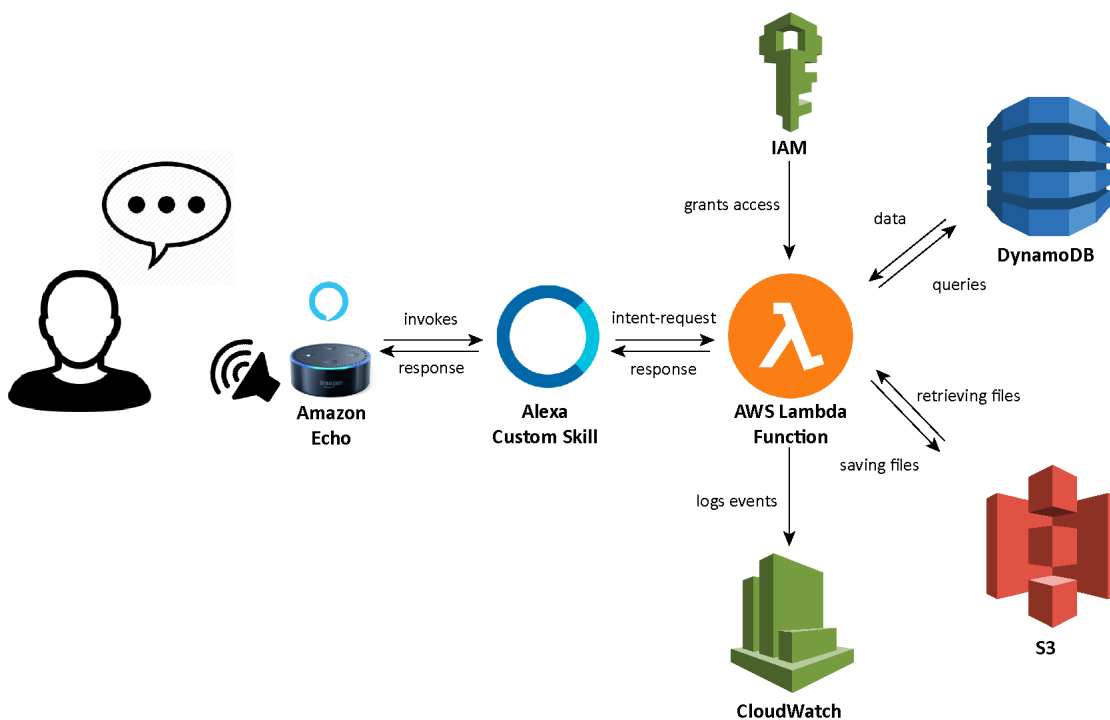 IAM
grants access
data
DynamoDB
queries
invokes
response
intent-request
response
amazon
Amazon
Echo
Alexa
Custom Skill
AWS Lambda
Function
retrieving files
saving files
logs events
S3
CloudWatch